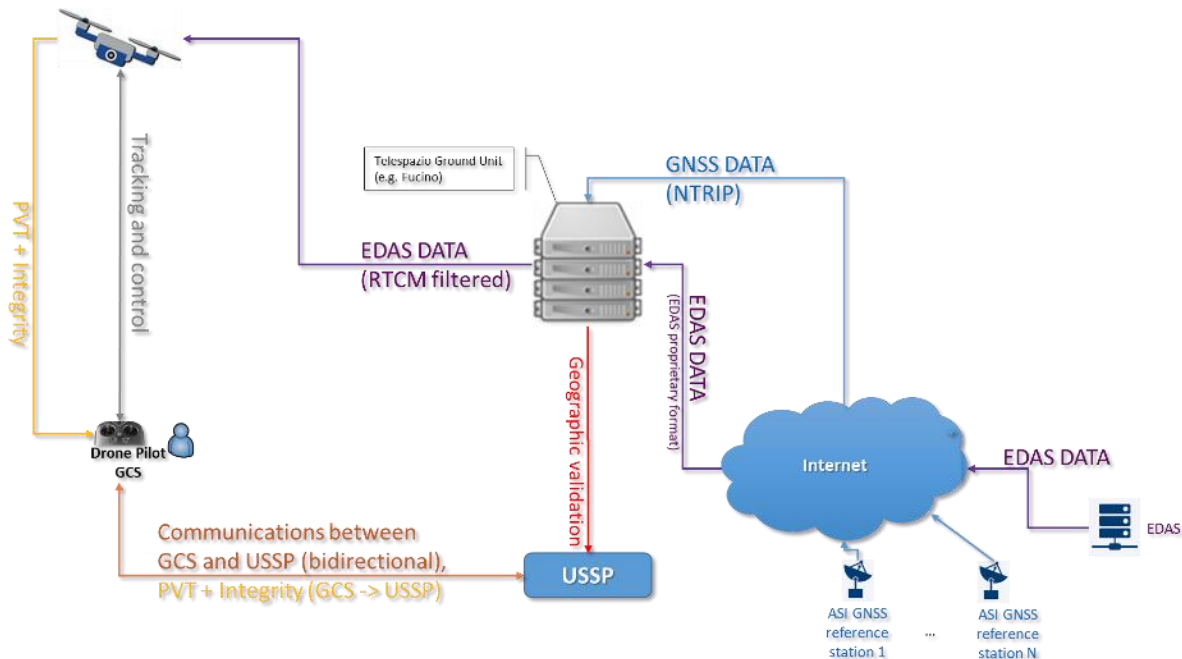 Tracking and control
PVT + Integrity
Telespazio Ground Unit
(e.g. Fucino)
GNSS DATA
(NTRIP)
EDAS DATA
(RTCM filtered)
EDAS DATA
(EDAS proprietary format)
Geographic validation
Drone Pilot
GCS
Internet
EDAS DATA
EDAS
Communications between
GCS and USSP (bidirectional),
PVT + Integrity (GCS -> USSP)
USSP
ASI GNSS
reference
station 1
...
ASI GNSS
reference
station N